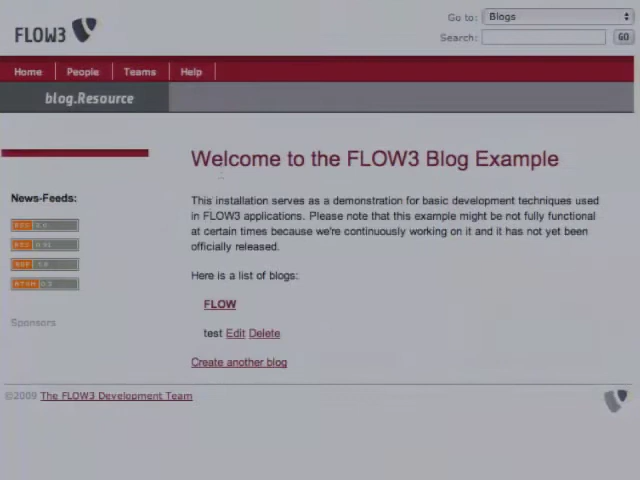 FLOW3
Go to: Blogs
Search: GO
Home People Teams Help
blog.Resource
Welcome to the FLOW3 Blog Example
News-Feeds:
This installation serves as a demonstration for basic development techniques used
in FLOW3 applications. Please note that this example might be not fully functional
at certain times because we're continuously working on it and it has not yet been
officially released.
Here is a list of blogs:
FLOW
test Edit Delete
Create another blog
Sponsors
©2009 The FLOW3 Development Team